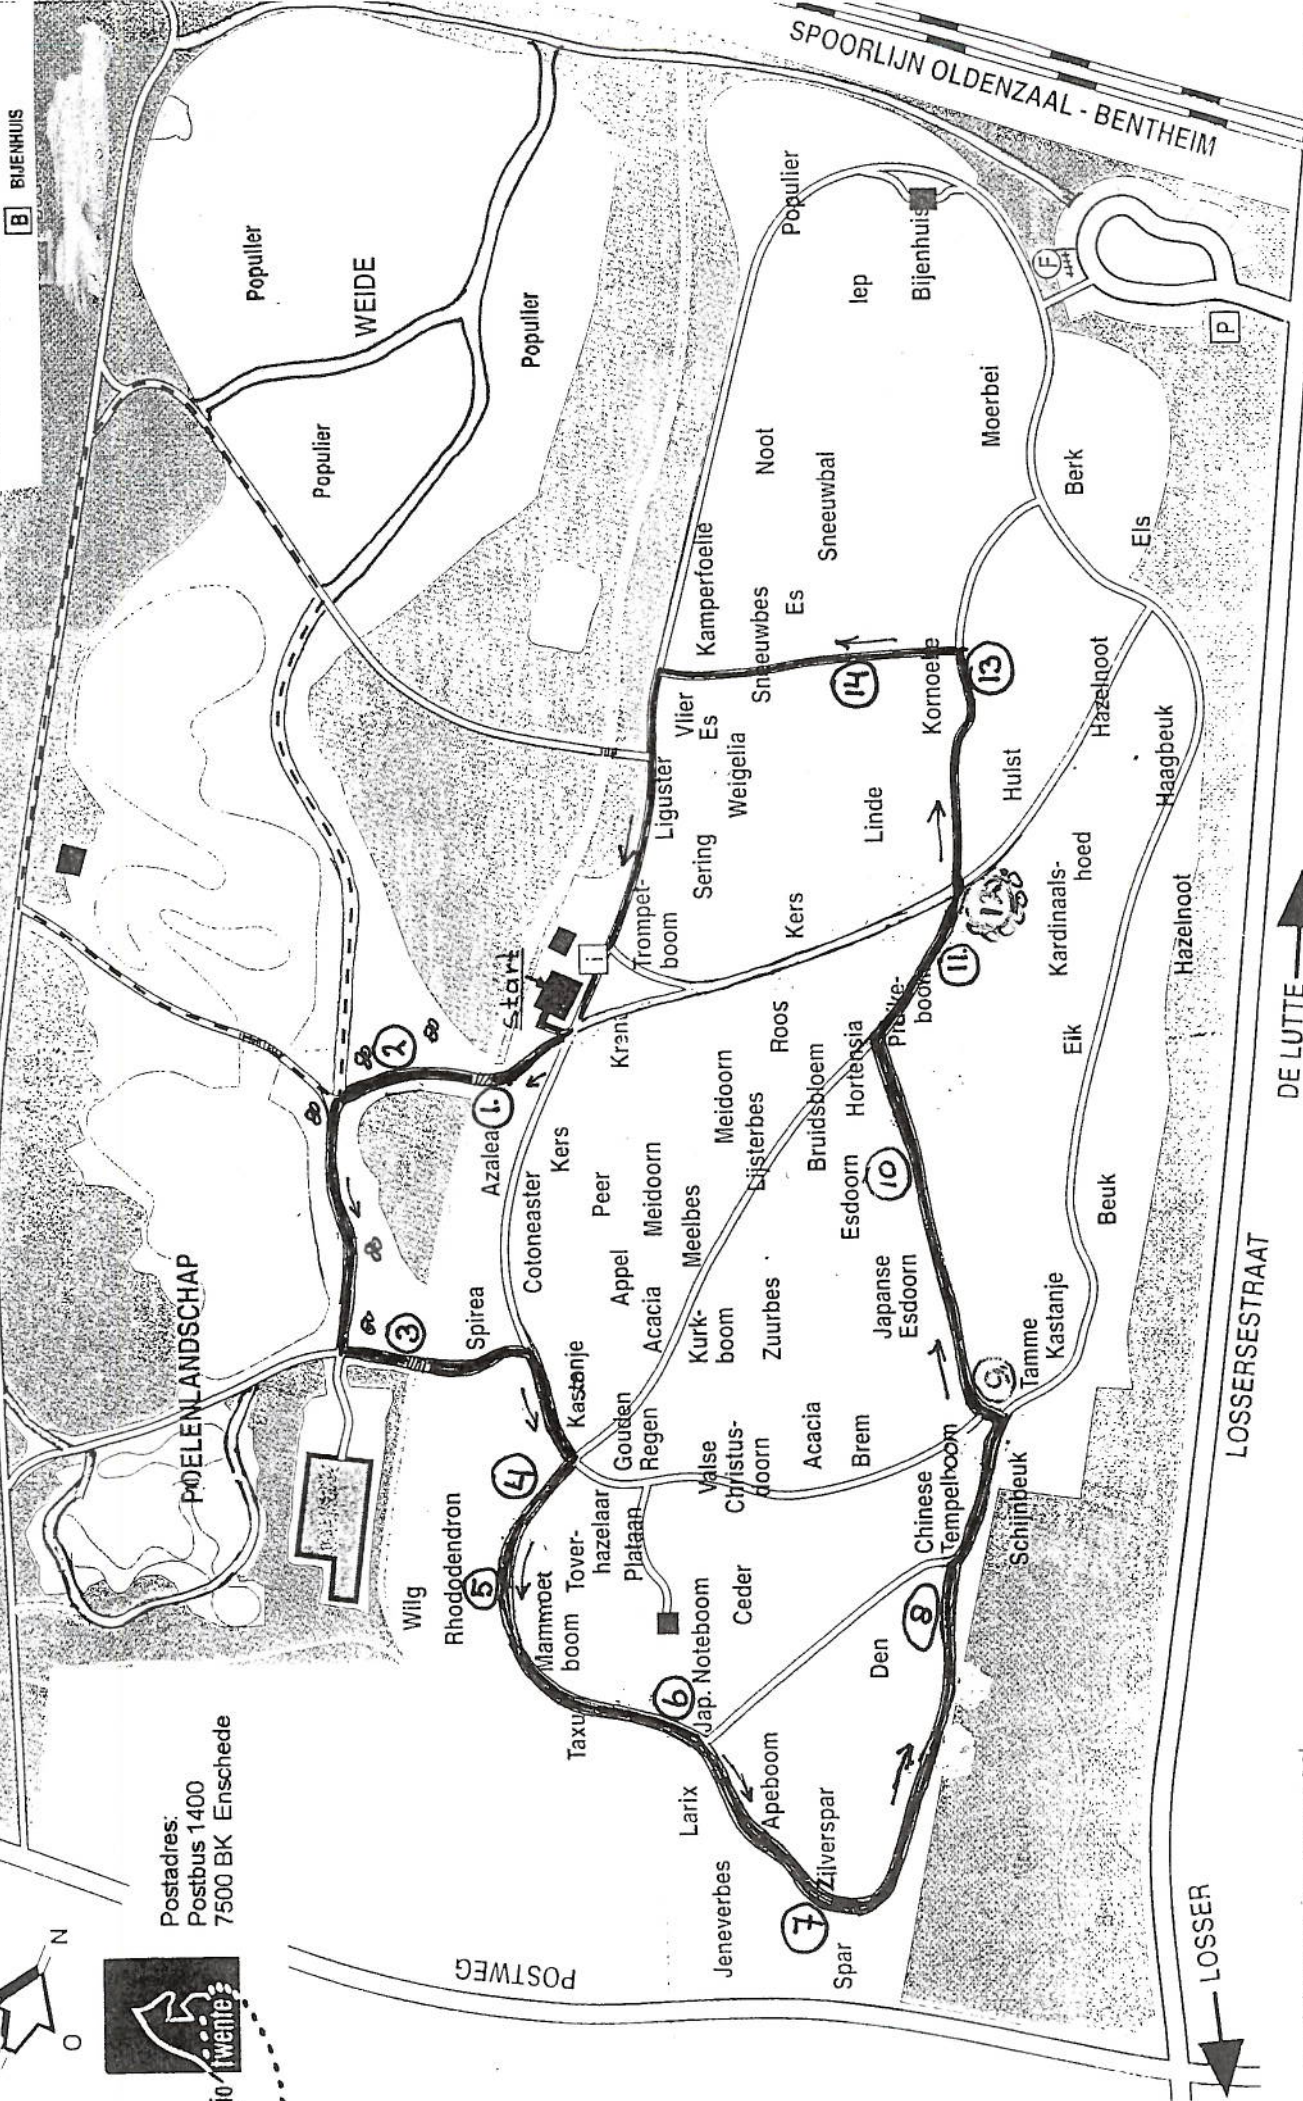 B BIJENHUIS
SPOORLIJN OLDENZAAL - BENTHEIM
Populier
WEIDE
Populier
Populier
Populier
Iep
Bijenhuis
F
P
Moerbei
Berk
Els
Noot
Sneeuwbal
Kamperfoelie
Sneeuwbes
Es
14
Kornoelje
13
Hazelnoot
Haagbeuk
Hulst
Vlier
Es
Weigelia
Liguster
Sering
Linde
Kers
Trompet-
boom
i
Start
Kardinaals-
hoed
Hazelnoot
12
11.
boom
Eik
Roos
Hortensia
Bruidsbloem
Meidoorn
Lijsterbes
2
1.
Azalea
Kers
Cotoneaster
Peer
Meidoorn
Meelbes
Appel
Acacia
Kurk-
boom
Zuurbes
Esdoorn
10
Japanse
Esdoorn
Beuk
Tamme
Kastanje
9
POELENLANDSCHAP
3
Spirea
Kastanje
4
Gouden
Regen
Valse
Christus-
doorn
Acacia
Brem
Chinese
Tempelboom
Schijnbeuk
Wilg
Rhododendron
5
Mammoet
boom
Tover-
hazelaar
Plataan
Ceder
6
Jap. Noteboom
Den
8
Larix
Apeboom
Zilverspar
Jeneverbes
7
Spar
Postadres:
Postbus 1400
7500 BK Enschede
N
O
io twente
POSTWEG
LOSSER
LOSSERSESTRAAT
DE LUTTE